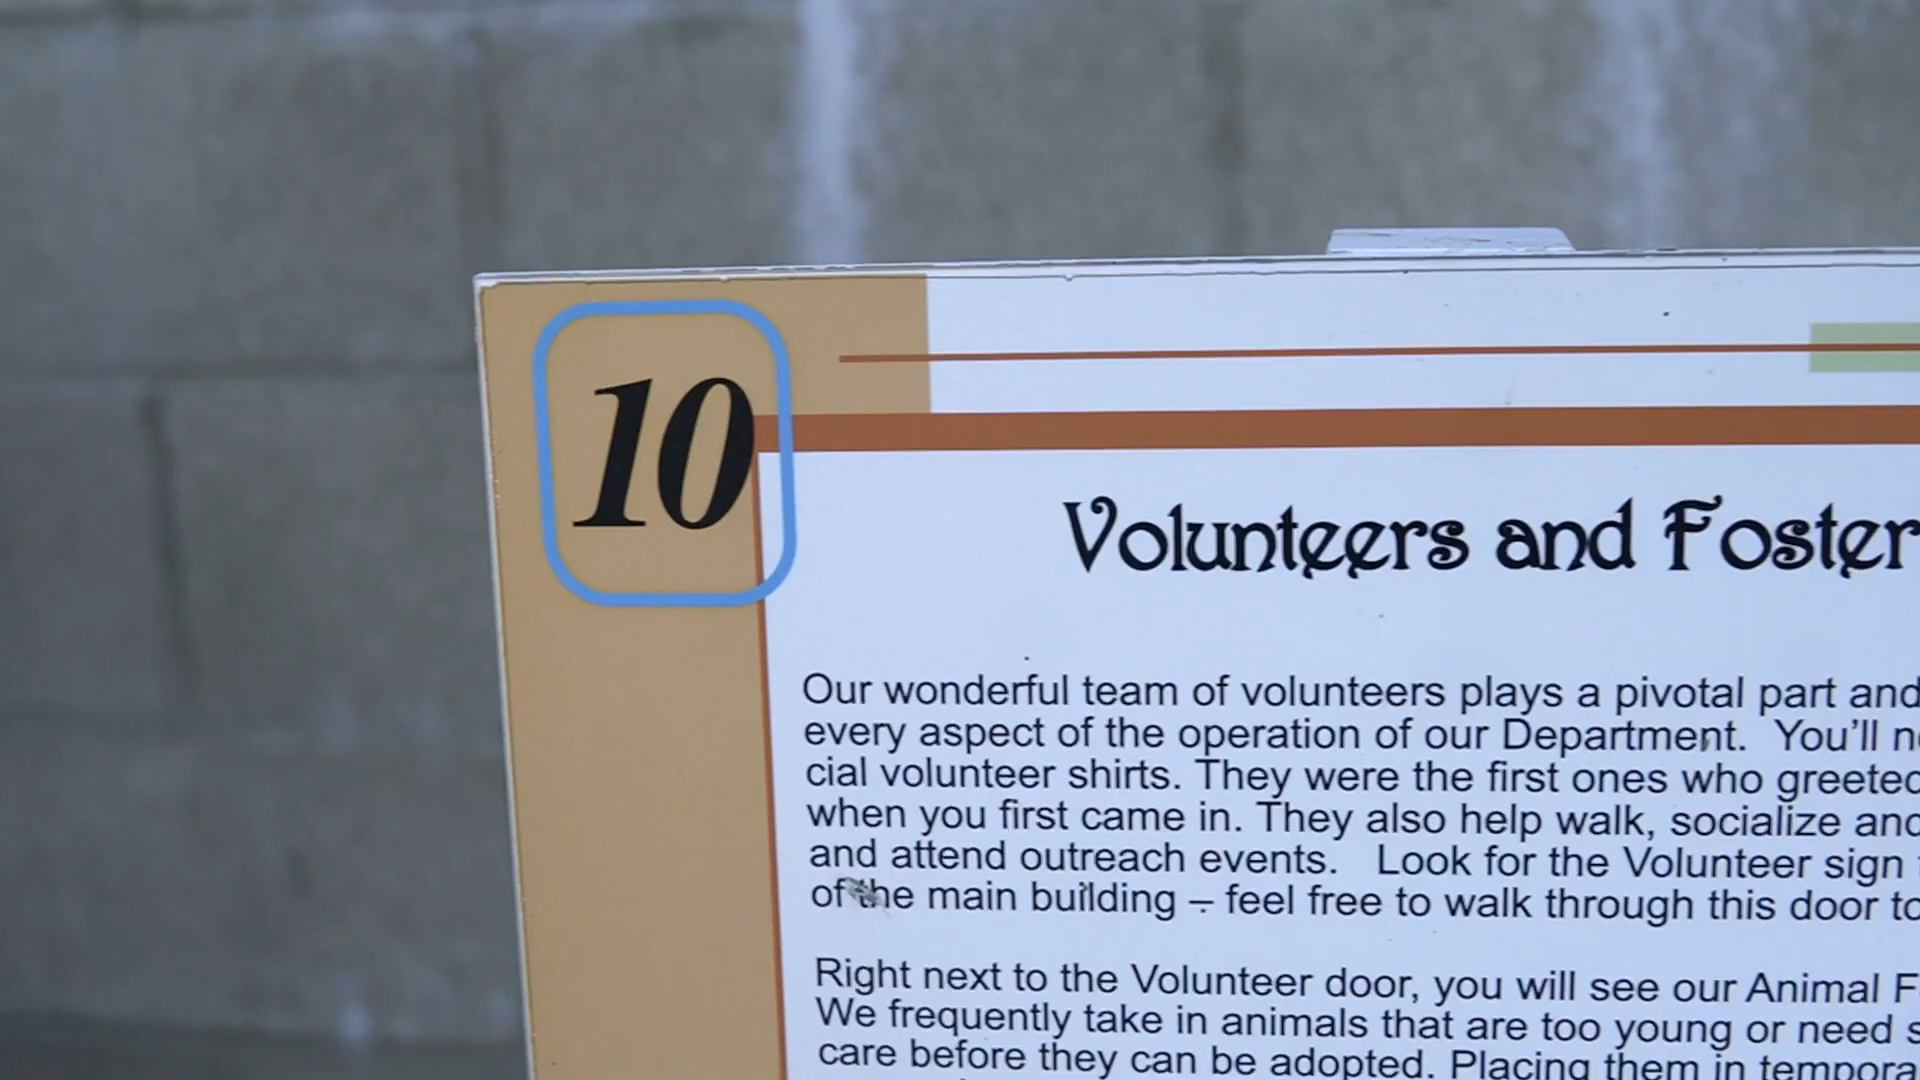 10
Volunteers and Foster
Our wonderful team of volunteers plays a pivotal part and
every aspect of the operation of our Department. You'll
cial volunteer shirts. They were the first ones who greeted
when you first came in. They also help walk, socialize and
and attend outreach events. Look for the Volunteer sign
of the main building – feel free to walk through this door to
Right next to the Volunteer door, you will see our Animal
We frequently take in animals that are too young or need
care before they can be adopted. Placing them in